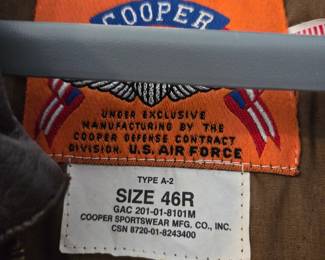 COOPER
UNDER EXCLUSIVE
MANUFACTURING BY THE
COOPER DEFENSE CONTRACT
DIVISION. U.S. AIR FORCE
TYPE A-2
SIZE 46R
GAC 201-01-8101M
COOPER SPORTSWEAR MFG. CO., INC.
CSN 8720-01-8243400